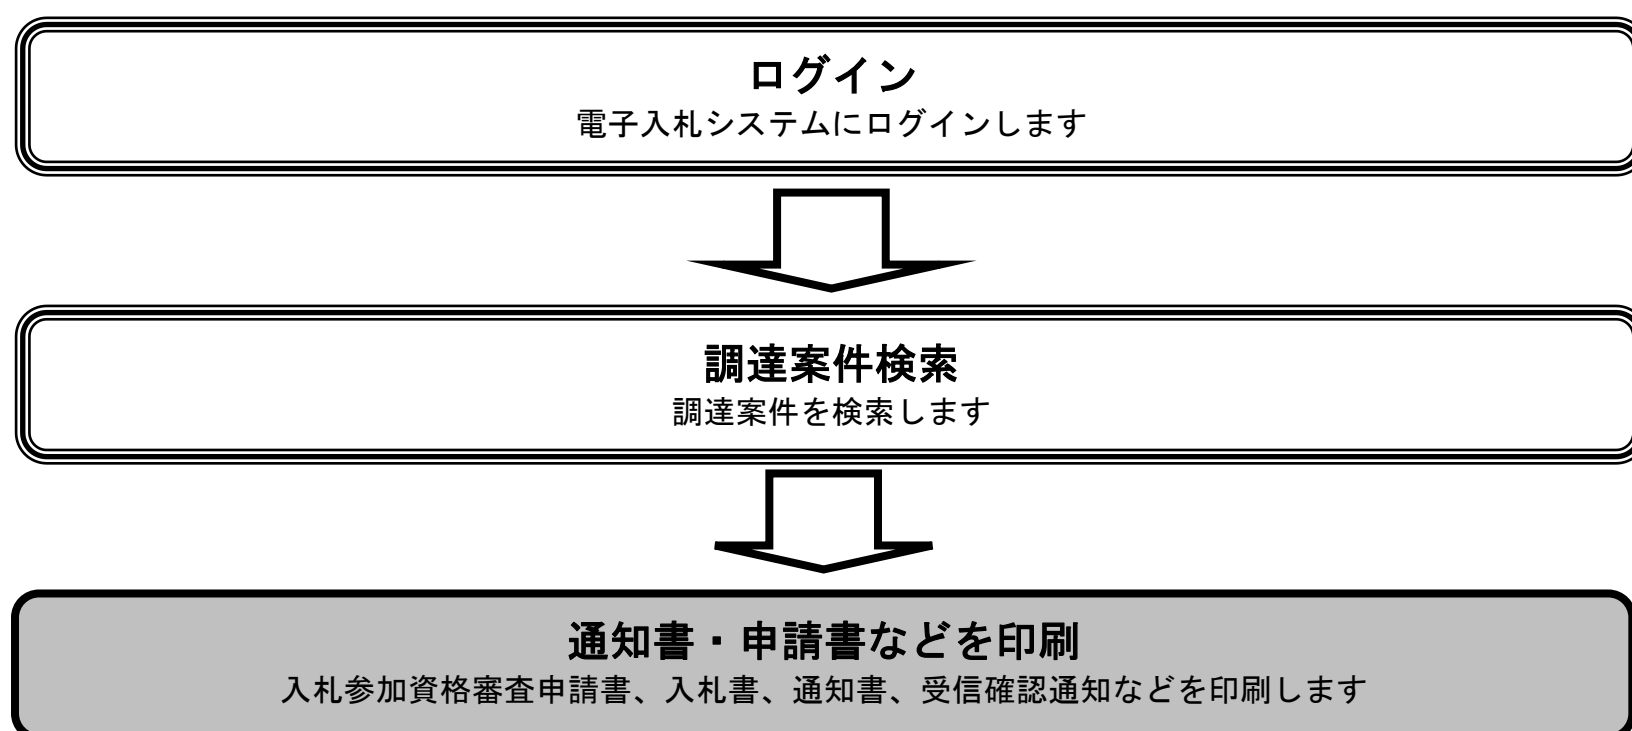 ログイン
電子入札システムにログインします
調達案件検索
調達案件を検索します
通知書・申請書などを印刷
入札参加資格審査申請書、入札書、通知書、受信確認通知などを印刷します